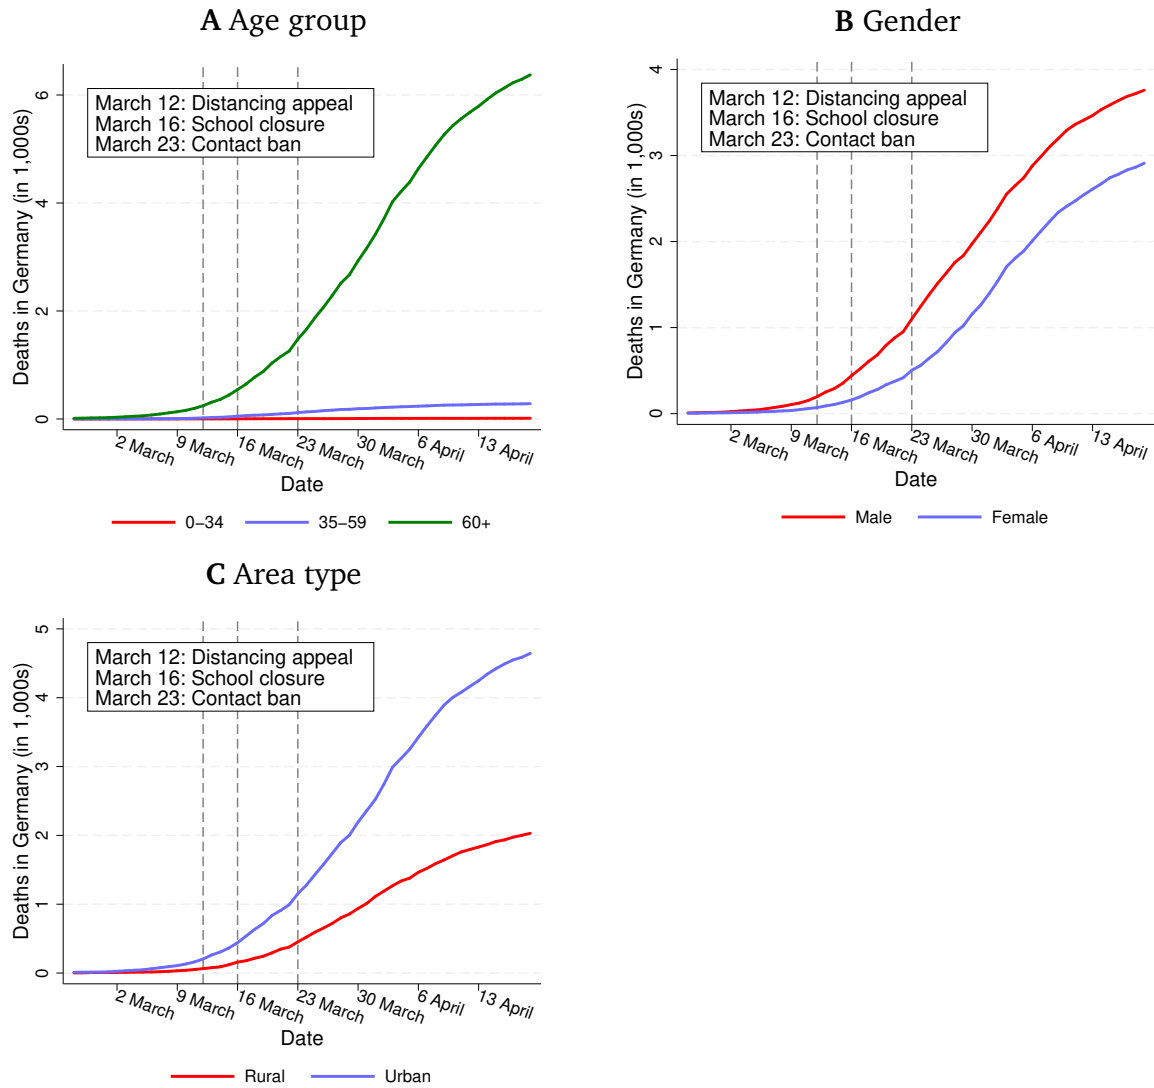 A Age group
Deaths in Germany (in 1,000s)
6
4
2
0
March 12: Distancing appeal
March 16: School closure
March 23: Contact ban
2 March
9 March
16 March
23 March
30 March
6 April
13 April
Date
0−34
35−59
60+
B Gender
Deaths in Germany (in 1,000s)
4
3
2
1
0
March 12: Distancing appeal
March 16: School closure
March 23: Contact ban
2 March
9 March
16 March
23 March
30 March
6 April
13 April
Date
Male
Female
C Area type
Deaths in Germany (in 1,000s)
5
4
3
2
1
0
March 12: Distancing appeal
March 16: School closure
March 23: Contact ban
2 March
9 March
16 March
23 March
30 March
6 April
13 April
Date
Rural
Urban